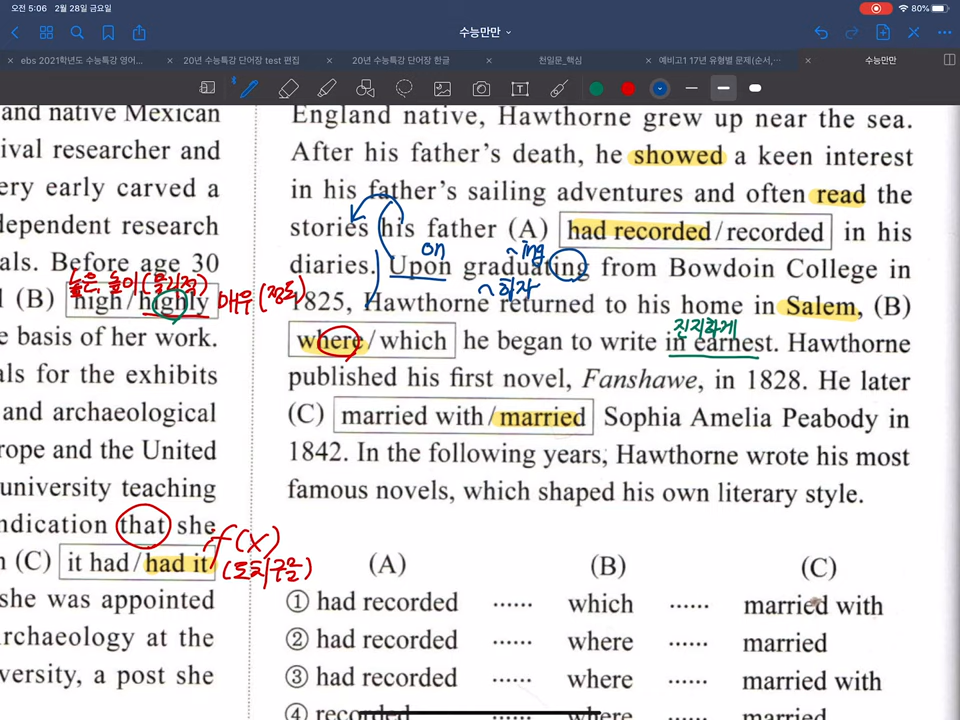 오전 5:06 2월 28일 금요일
80%
수능만만
ebs 2021학년도 수능특강 영어...
20년 수능특강 단어장 test 편집
20년 수능특강 단어장 한글
천일문_핵심
예비고1 17년 유형별 문제(순서,...
수능만만
and native Mexican
ival researcher and
ery early carved a
dependent research
als. Before age 30
높은, 높이(물리적)
(B) high/highly 매우(정도)
e basis of her work.
als for the exhibits
and archaeological
rope and the United
university teaching
ndication that she
f(x)
(C) it had/had it
(도치구문)
she was appointed
rchaeology at the
versity, a post she
England native, Hawthorne grew up near the sea.
After his father's death, he showed a keen interest
in his father's sailing adventures and often read the
stories his father (A) had recorded/recorded in his
on ~ing
diaries. Upon graduating from Bowdoin College in
~하자
1825, Hawthorne returned to his home in Salem, (B)
진지하게
where/which he began to write in earnest. Hawthorne
published his first novel, Fanshawe, in 1828. He later
(C) married with/married Sophia Amelia Peabody in
1842. In the following years, Hawthorne wrote his most
famous novels, which shaped his own literary style.
(A) (B) (C)
① had recorded ...... which ...... married with
② had recorded ...... where ...... married
③ had recorded ...... where ...... married with
④ recorded ...... where ...... married